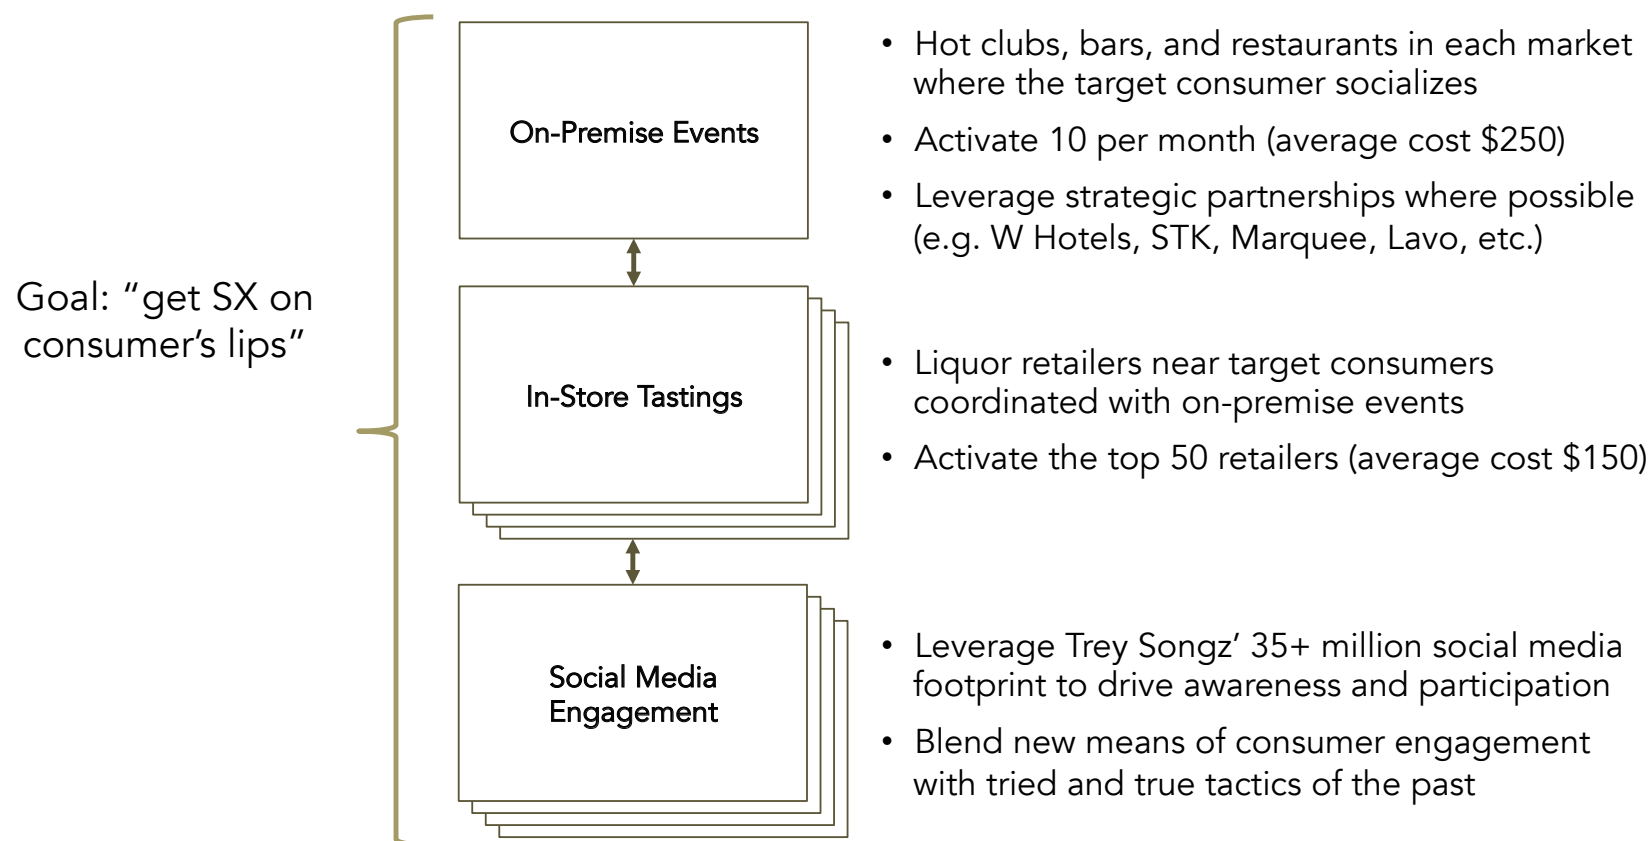 Goal: “get SX on
consumer’s lips”
On-Premise Events
• Hot clubs, bars, and restaurants in each market
where the target consumer socializes
• Activate 10 per month (average cost $250)
• Leverage strategic partnerships where possible
(e.g. W Hotels, STK, Marquee, Lavo, etc.)
In-Store Tastings
• Liquor retailers near target consumers
coordinated with on-premise events
• Activate the top 50 retailers (average cost $150)
Social Media
Engagement
• Leverage Trey Songz’ 35+ million social media
footprint to drive awareness and participation
• Blend new means of consumer engagement
with tried and true tactics of the past